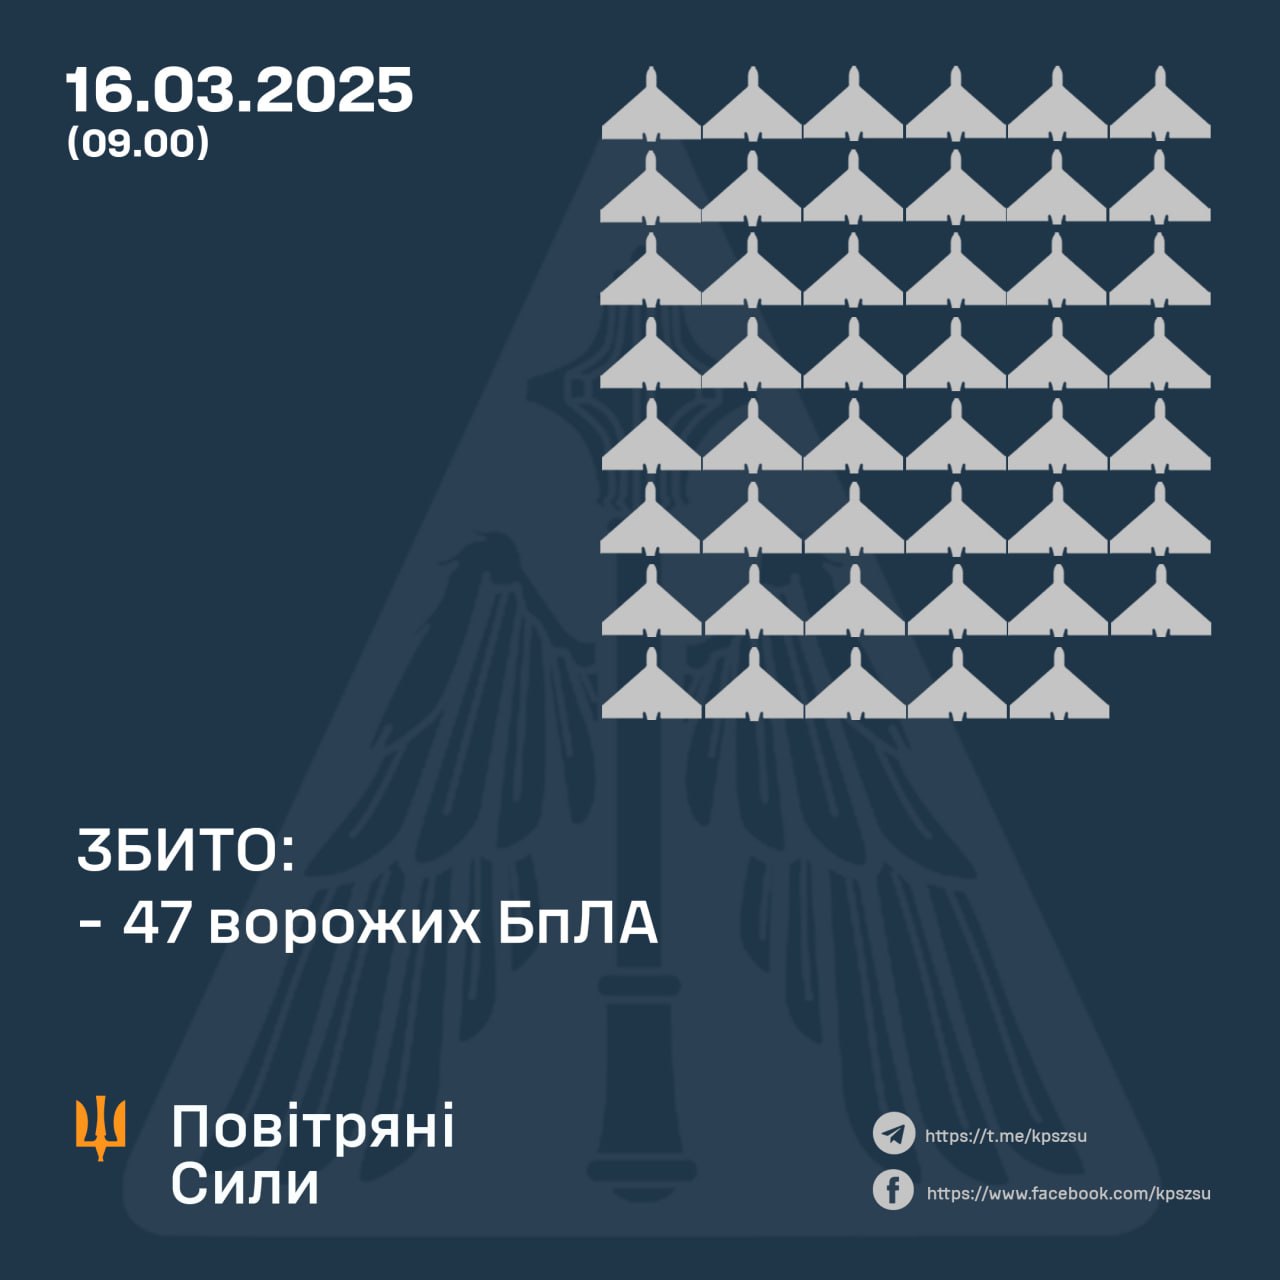 16.03.2025
(09.00)
ЗБИТО:
- 47 ворожих БпЛА
Повітряні
Сили
https://t.me/kpszsu
https://www.facebook.com/kpszsu